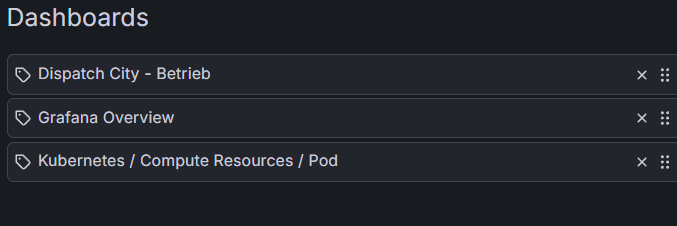 Dashboards
Dispatch City - Betrieb
Grafana Overview
Kubernetes / Compute Resources / Pod